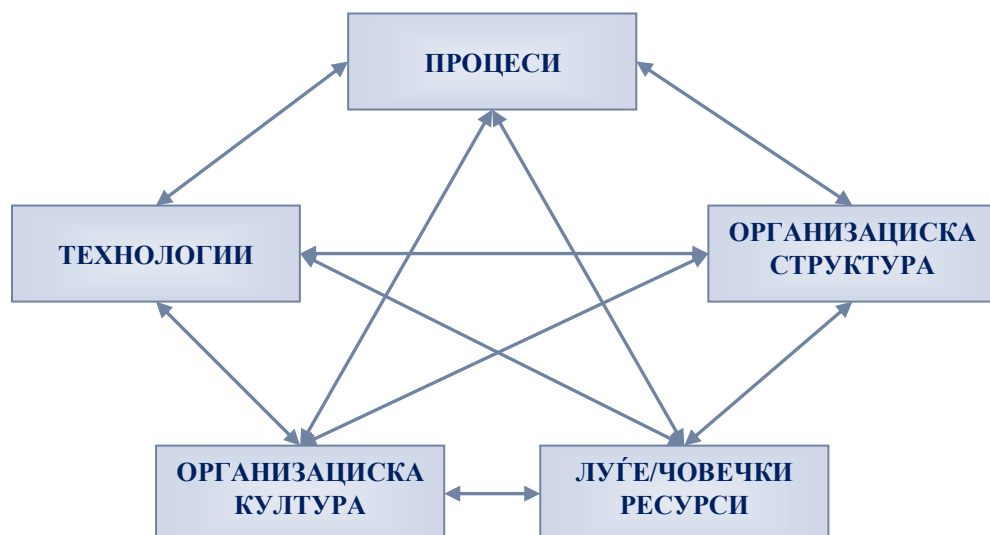 ПРОЦЕСИ
ТЕХНОЛОГИИ
ОРГАНИЗАЦИСКА
СТРУКТУРА
ОРГАНИЗАЦИСКА
КУЛТУРА
ЛУЃЕ/ЧОВЕЧКИ
РЕСУРСИ